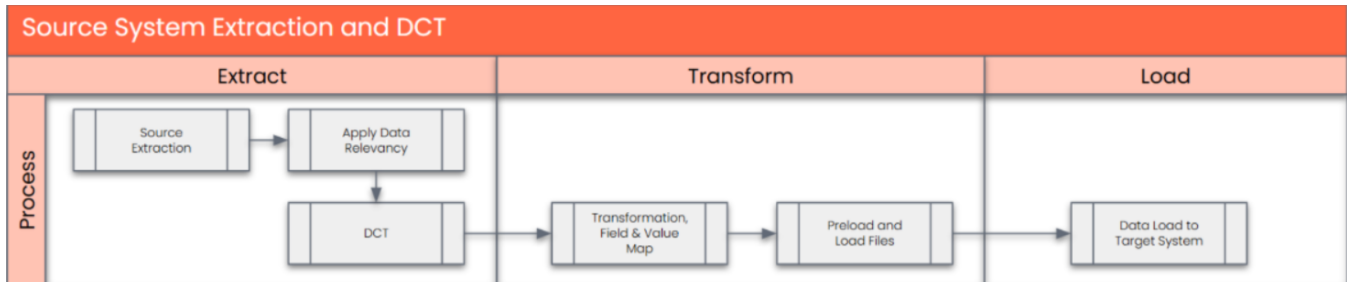 Source System Extraction and DCT
Extract
Transform
Load
Process
Source
Extraction
Apply Data
Relevancy
DCT
Transformation,
Field & Value
Map
Preload and
Load Files
Data Load to
Target System